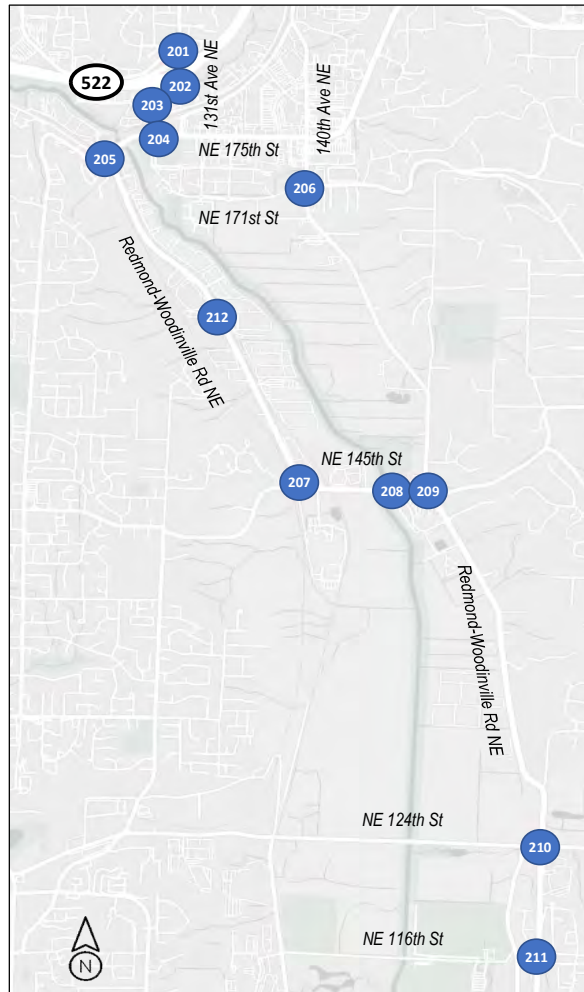 201
522
202
203
131st Ave NE
140th Ave NE
204
NE 175th St
205
206
NE 171st St
Redmond-Woodinville Rd NE
212
NE 145th St
207
208
209
Redmond-Woodinville Rd NE
NE 124th St
210
NE 116th St
211
N